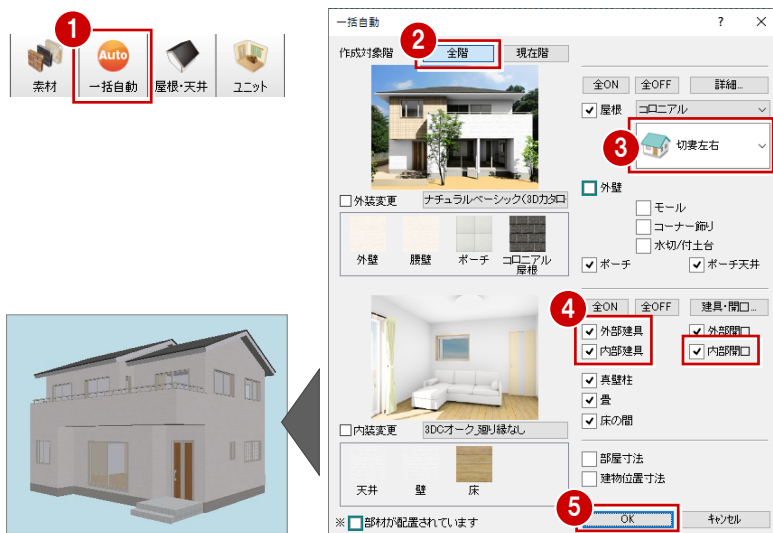 1
Auto
素材
一括自動
屋根・天井
ユニット
一括自動
? ×
作成対象階
2
全階
現在階
全ON
全OFF
詳細...
屋根
コロニアル
3
切妻左右
外装変更
ナチュラルベーシック(3Dカタロ
外壁
モール
コーナー飾り
水切/付土台
ポーチ
ポーチ天井
外壁
腰壁
ポーチ
コロニアル
屋根
4
全ON
全OFF
建具・開口...
外部建具
外部開口
内部建具
内部開口
真壁柱
畳
床の間
内装変更
3DCオーク_廻り縁なし
部屋寸法
建物位置寸法
天井
壁
床
5
※
部材が配置されています
OK
キャンセル